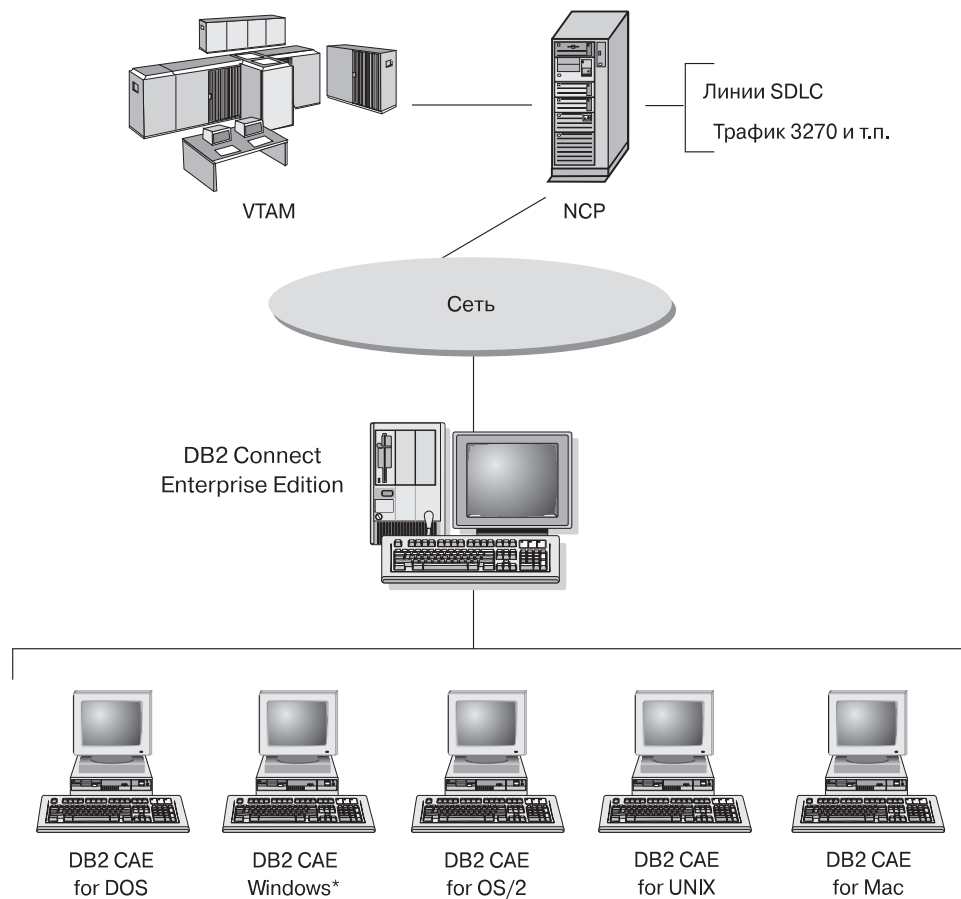 Линии SDLC
Трафик 3270 и т.п.
VTAM
NCP
Сеть
DB2 Connect
Enterprise Edition
DB2 CAE
for DOS
DB2 CAE
Windows*
DB2 CAE
for OS/2
DB2 CAE
for UNIX
DB2 CAE
for Mac